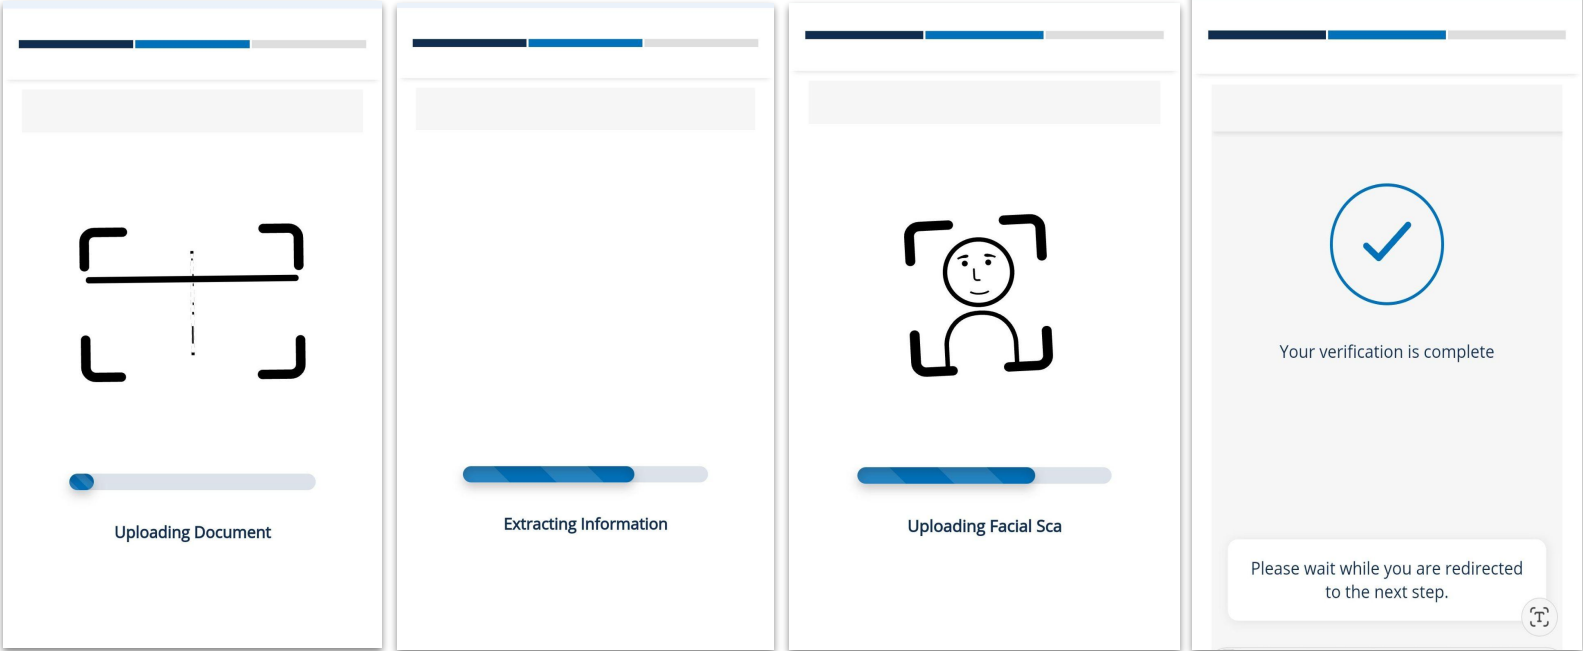 Uploading Document
Extracting Information
Uploading Facial Sca
Your verification is complete
Please wait while you are redirected
to the next step.
T